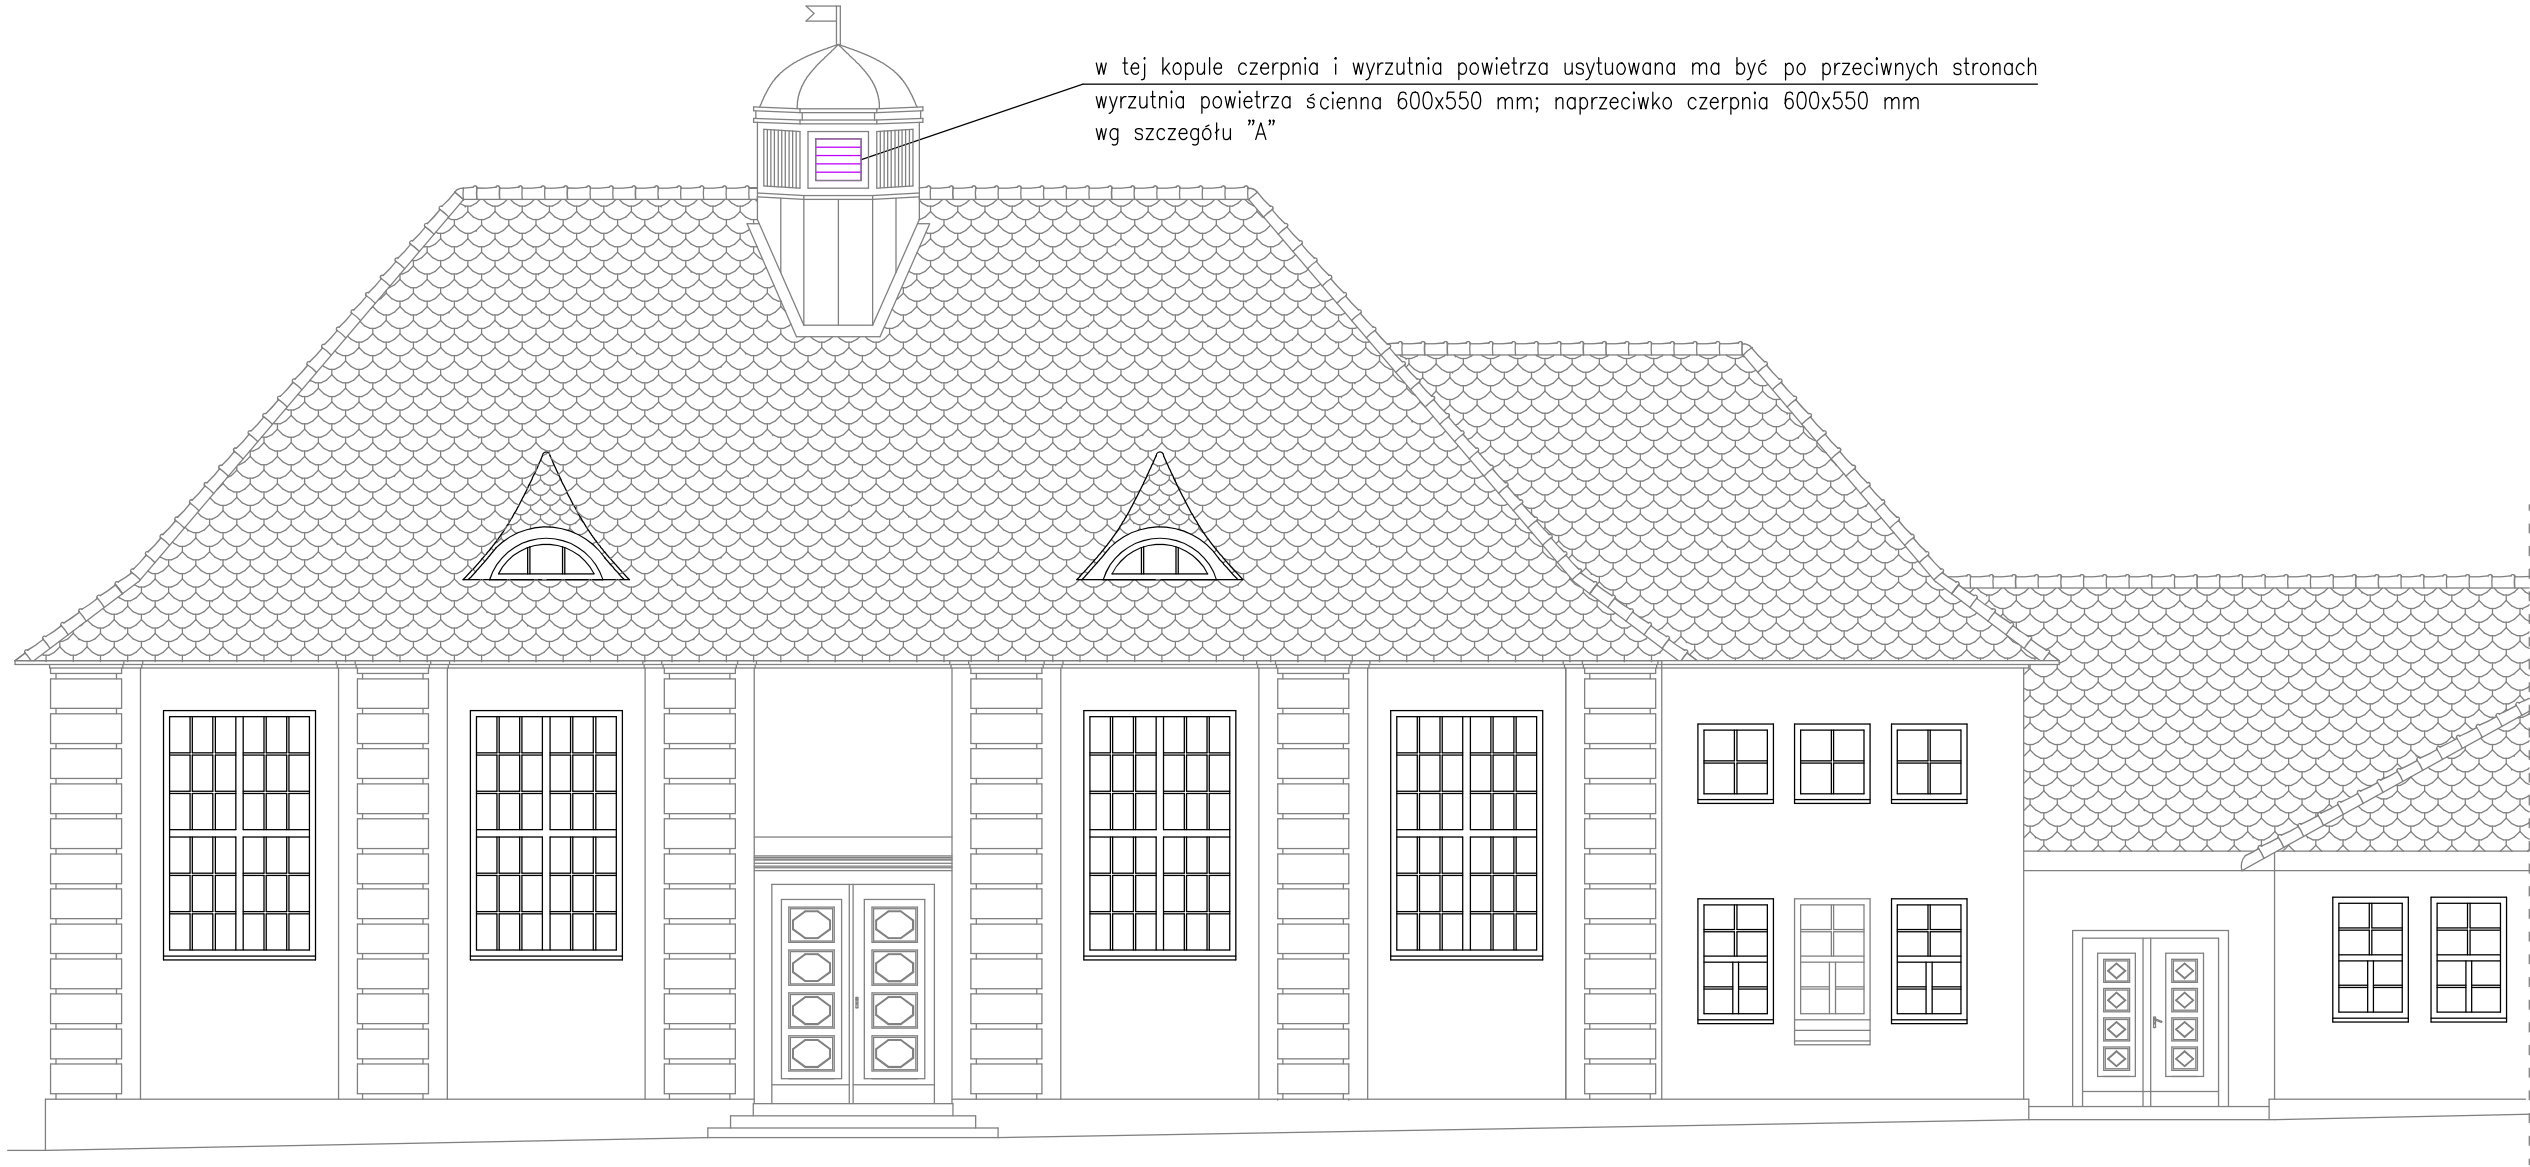 w tej kopule czerpnia i wyrzutnia powietrza usytuowana ma być po przeciwnych stronach
wyrzutnia powietrza ścienna 600x550 mm; naprzeciwko czerpnia 600x550 mm
wg szczegółu "A"